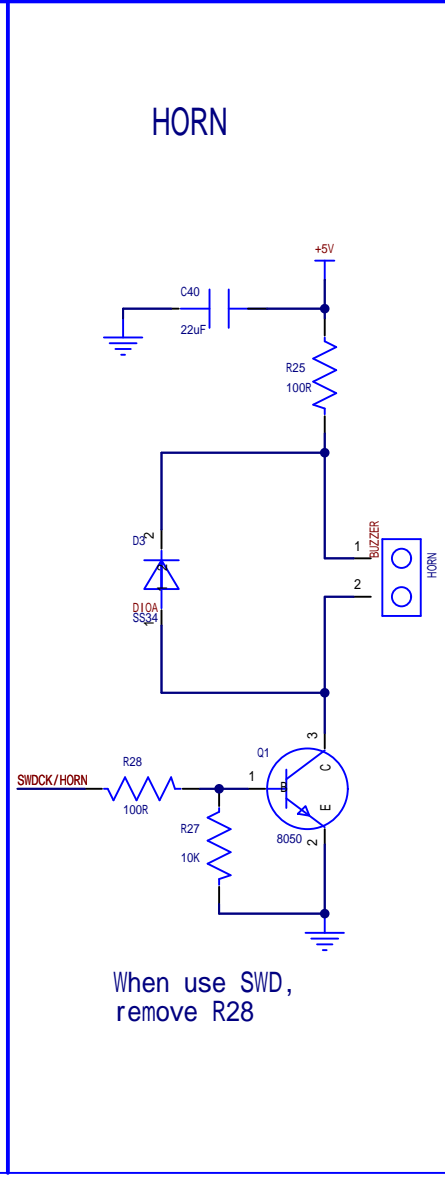 HORN
+5V
C40
22uF
R25
100R
D3
2
DIOA
SS34
1
1
BUZZER
2
HORN
SWDCK/HORN
R28
100R
Q1
3
C
1
B
E
2
8050
R27
10K
When use SWD,
remove R28